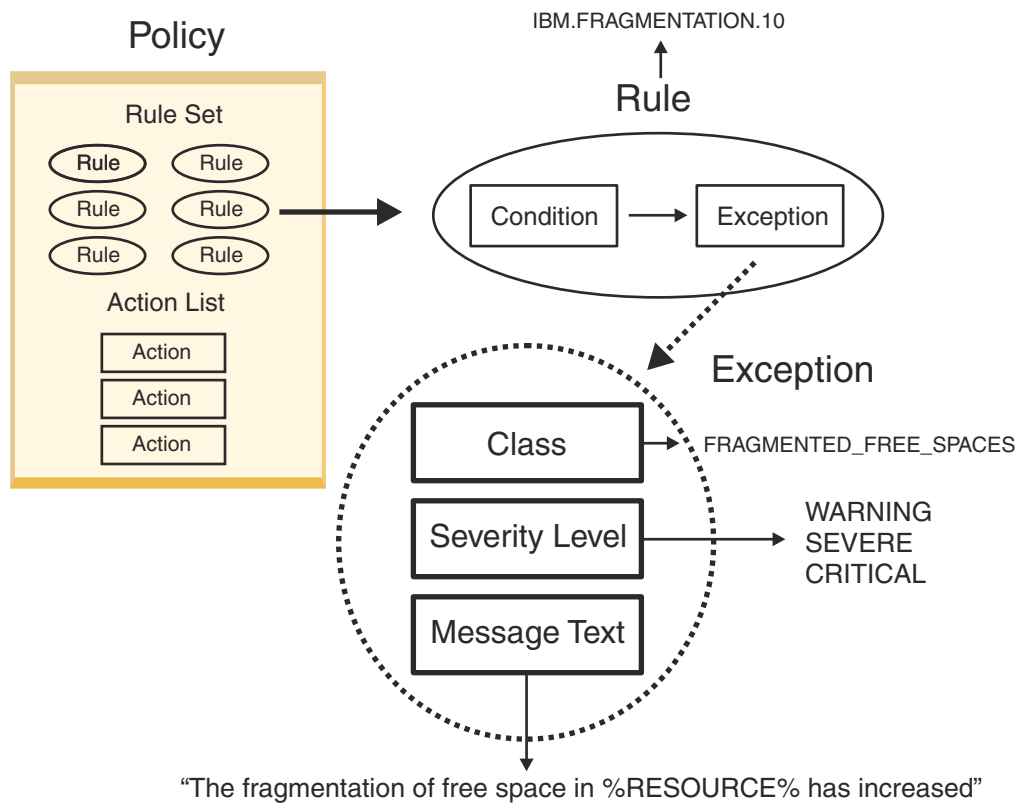 Policy
Rule Set
Rule Rule
Rule Rule
Rule Rule
Action List
Action
Action
Action
IBM.FRAGMENTATION.10
Rule
Condition Exception
Exception
Class
FRAGMENTED_FREE_SPACES
Severity Level
WARNING
SEVERE
CRITICAL
Message Text
“The fragmentation of free space in %RESOURCE% has increased”